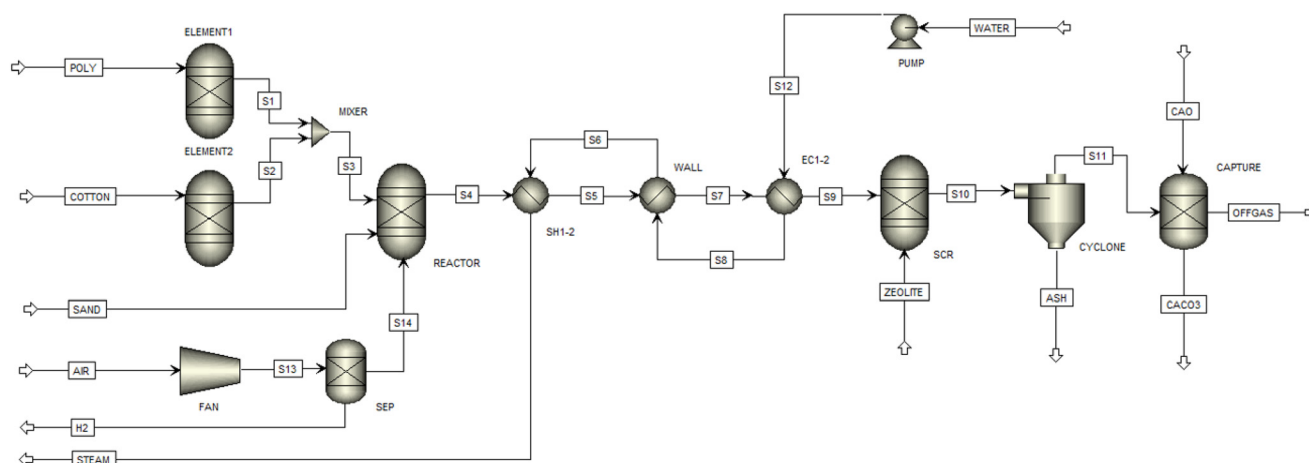 ELEMENT1
POLY
S1
MIXER
ELEMENT2
S2
COTTON
S3
REACTOR
SAND
S14
AIR
FAN
S13
SEP
H2
STEAM
S4
SH1-2
S6
S5
WALL
S7
S8
S12
EC1-2
PUMP
WATER
S9
SCR
ZEOLITE
S10
CYCLONE
S11
ASH
CAO
CAPTURE
OFFGAS
CACO3